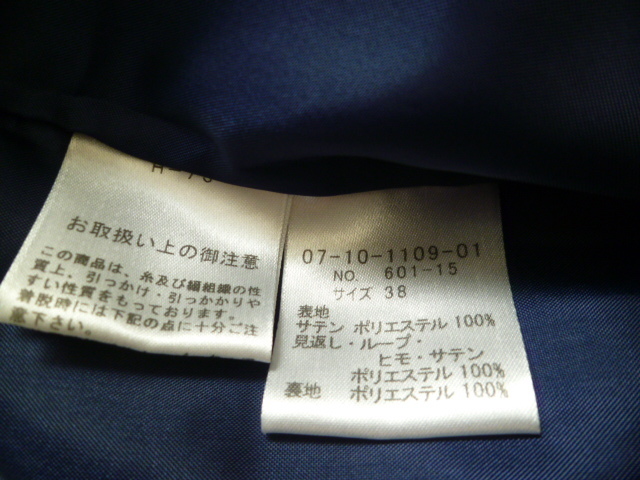 お取扱い上の御注意
この商品は、糸及び編組織の性
質上、引っかけ・引っかかりや
すい性質をもっております。
着脱時には下記の点に十分ご注
意下さい。
07-10-1109-01
NO. 601-15
サイズ 38
表地
サテン ポリエステル 100%
見返し・ループ・
ヒモ・サテン
ポリエステル 100%
裏地 ポリエステル 100%